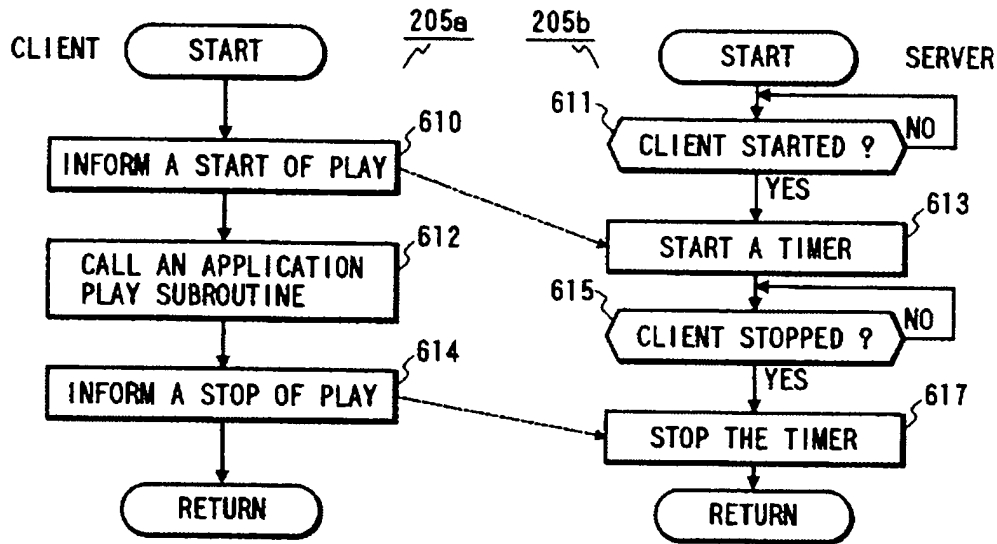 CLIENT
205a
START
610
INFORM A START OF PLAY
612
CALL AN APPLICATION
PLAY SUBROUTINE
614
INFORM A STOP OF PLAY
RETURN
205b
SERVER
START
611
CLIENT STARTED ?
NO
YES
613
START A TIMER
615
CLIENT STOPPED ?
NO
YES
617
STOP THE TIMER
RETURN